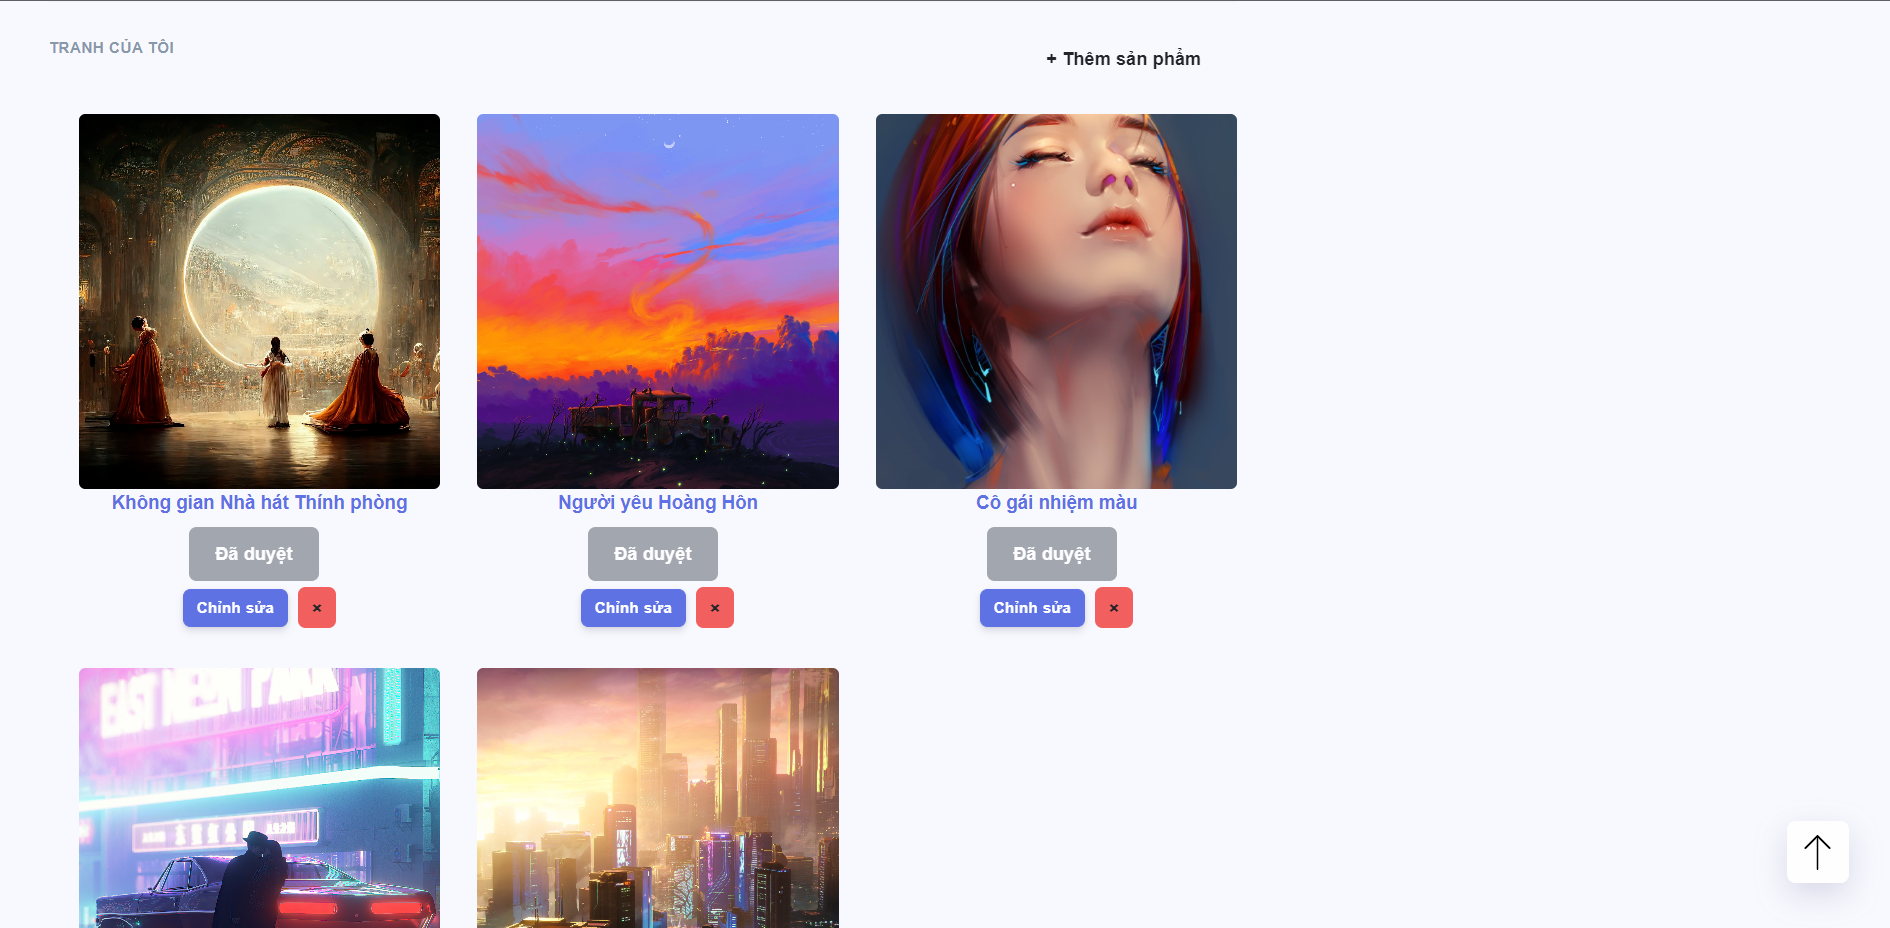 TRANH CỦA TÔI
+ Thêm sản phẩm
Không gian Nhà hát Thính phòng
Người yêu Hoàng Hôn
Cô gái nhiệm màu
Đã duyệt
Đã duyệt
Đã duyệt
Chỉnh sửa ×
Chỉnh sửa ×
Chỉnh sửa ×
EAST NEON PARK